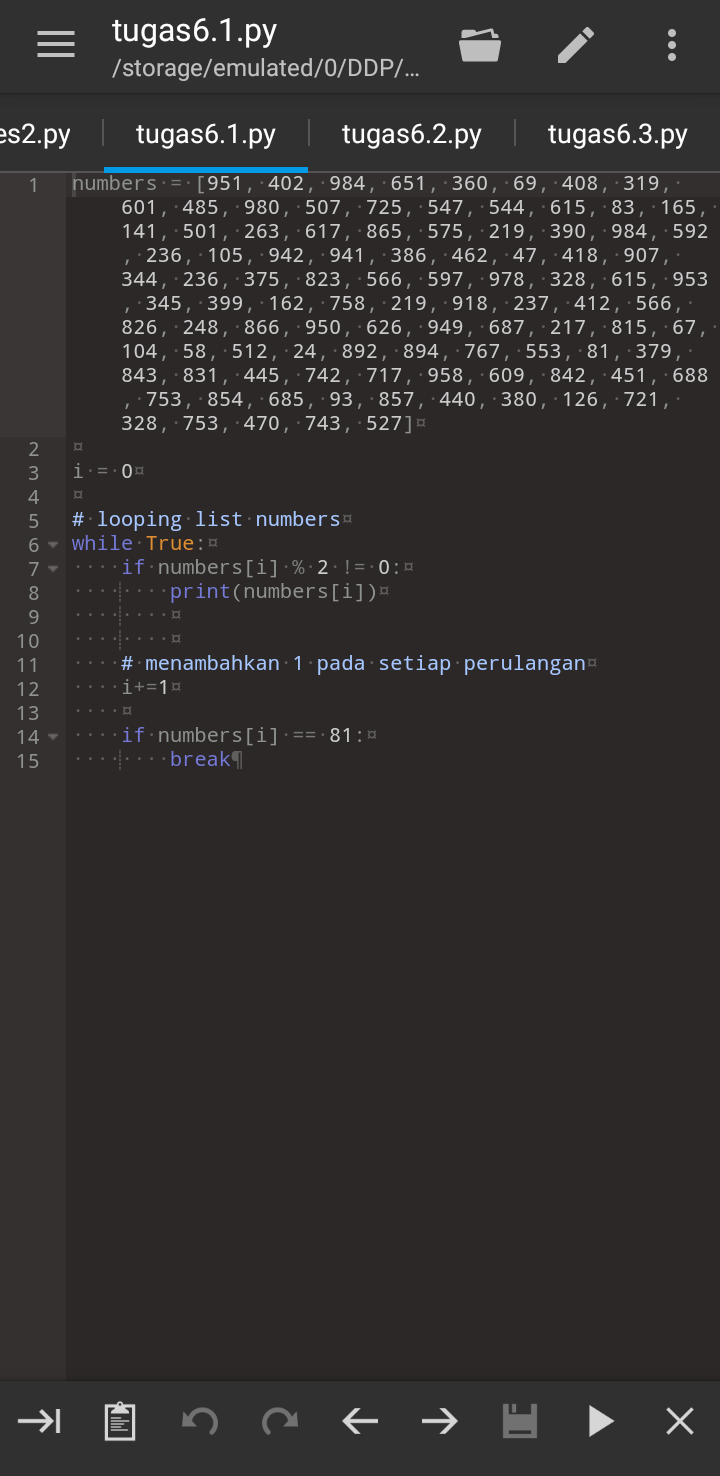 tugas6.1.py
/storage/emulated/0/DDP/...
es2.py
tugas6.1.py
tugas6.2.py
tugas6.3.py
1 numbers = [951, 402, 984, 651, 360, 69, 408, 319,
601, 485, 980, 507, 725, 547, 544, 615, 83, 165,
141, 501, 263, 617, 865, 575, 219, 390, 984, 592
, 236, 105, 942, 941, 386, 462, 47, 418, 907,
344, 236, 375, 823, 566, 597, 978, 328, 615, 953
, 345, 399, 162, 758, 219, 918, 237, 412, 566,
826, 248, 866, 950, 626, 949, 687, 217, 815, 67,
104, 58, 512, 24, 892, 894, 767, 553, 81, 379,
843, 831, 445, 742, 717, 958, 609, 842, 451, 688
, 753, 854, 685, 93, 857, 440, 380, 126, 721,
328, 753, 470, 743, 527]
2
3 i = 0
4
5 # looping list numbers
6 while True:
7     if numbers[i] % 2 != 0:
8         print(numbers[i])
9
10
11     # menambahkan 1 pada setiap perulangan
12     i+=1
13
14     if numbers[i] == 81:
15         break